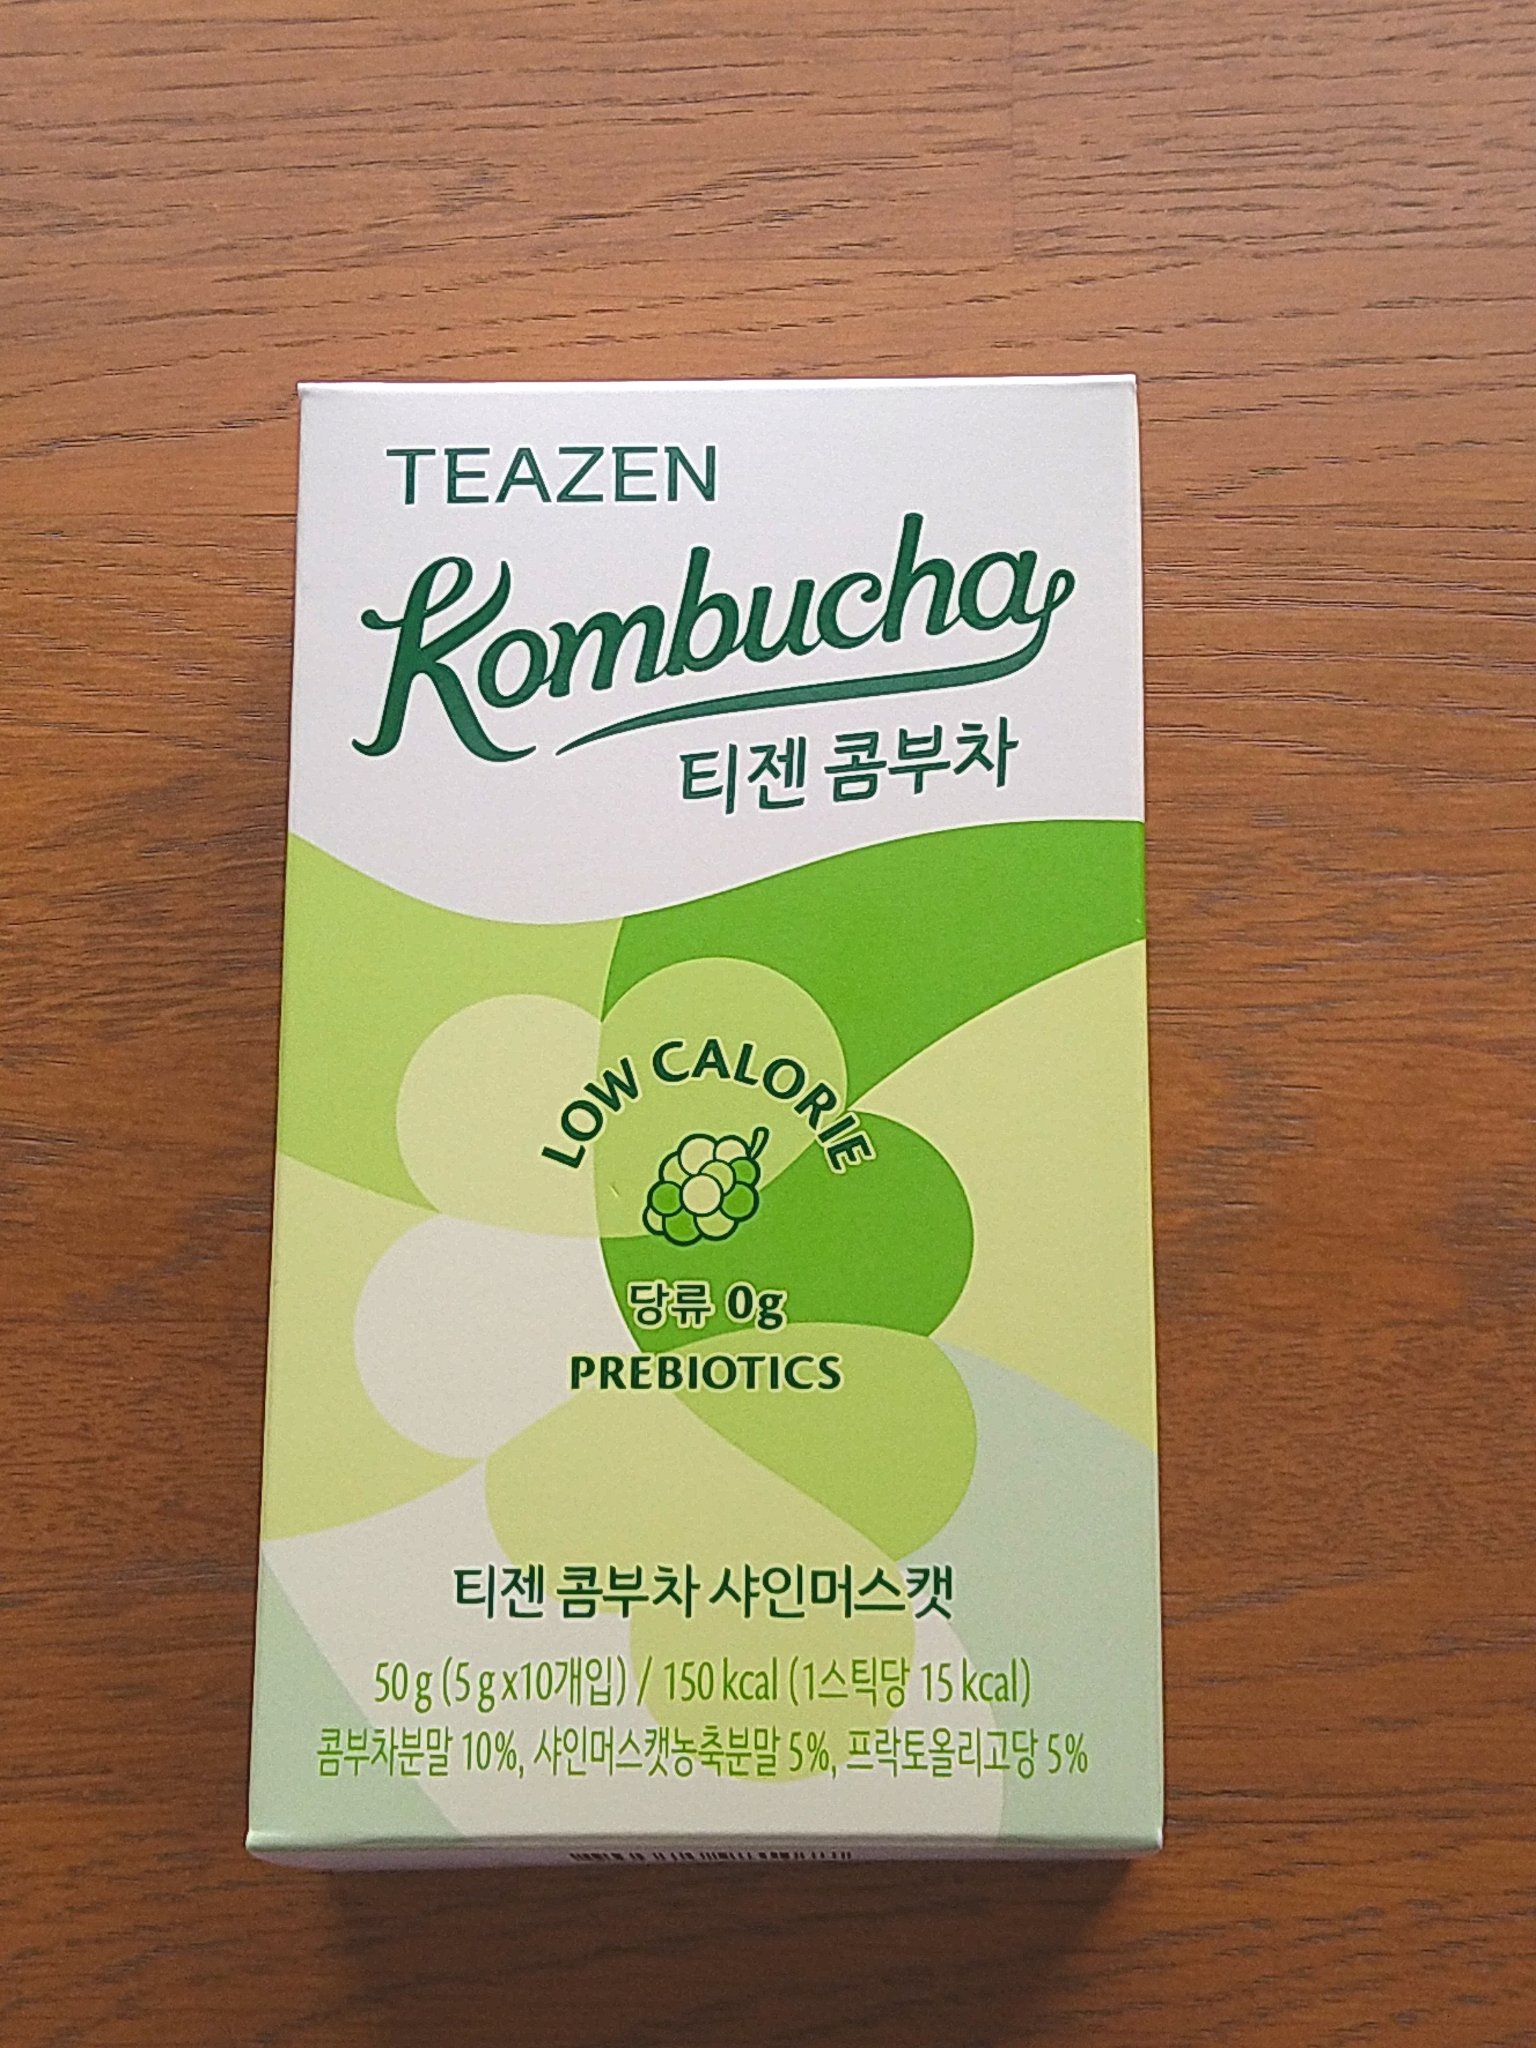 TEAZEN
Kombucha
티젠 콤부차
LOW CALORIE
당류 0g
PREBIOTICS
티젠 콤부차 샤인머스캣
50 g (5 g x10개입) / 150 kcal (1스틱당 15 kcal)
콤부차분말 10%, 샤인머스캣농축분말 5%, 프락토올리고당 5%